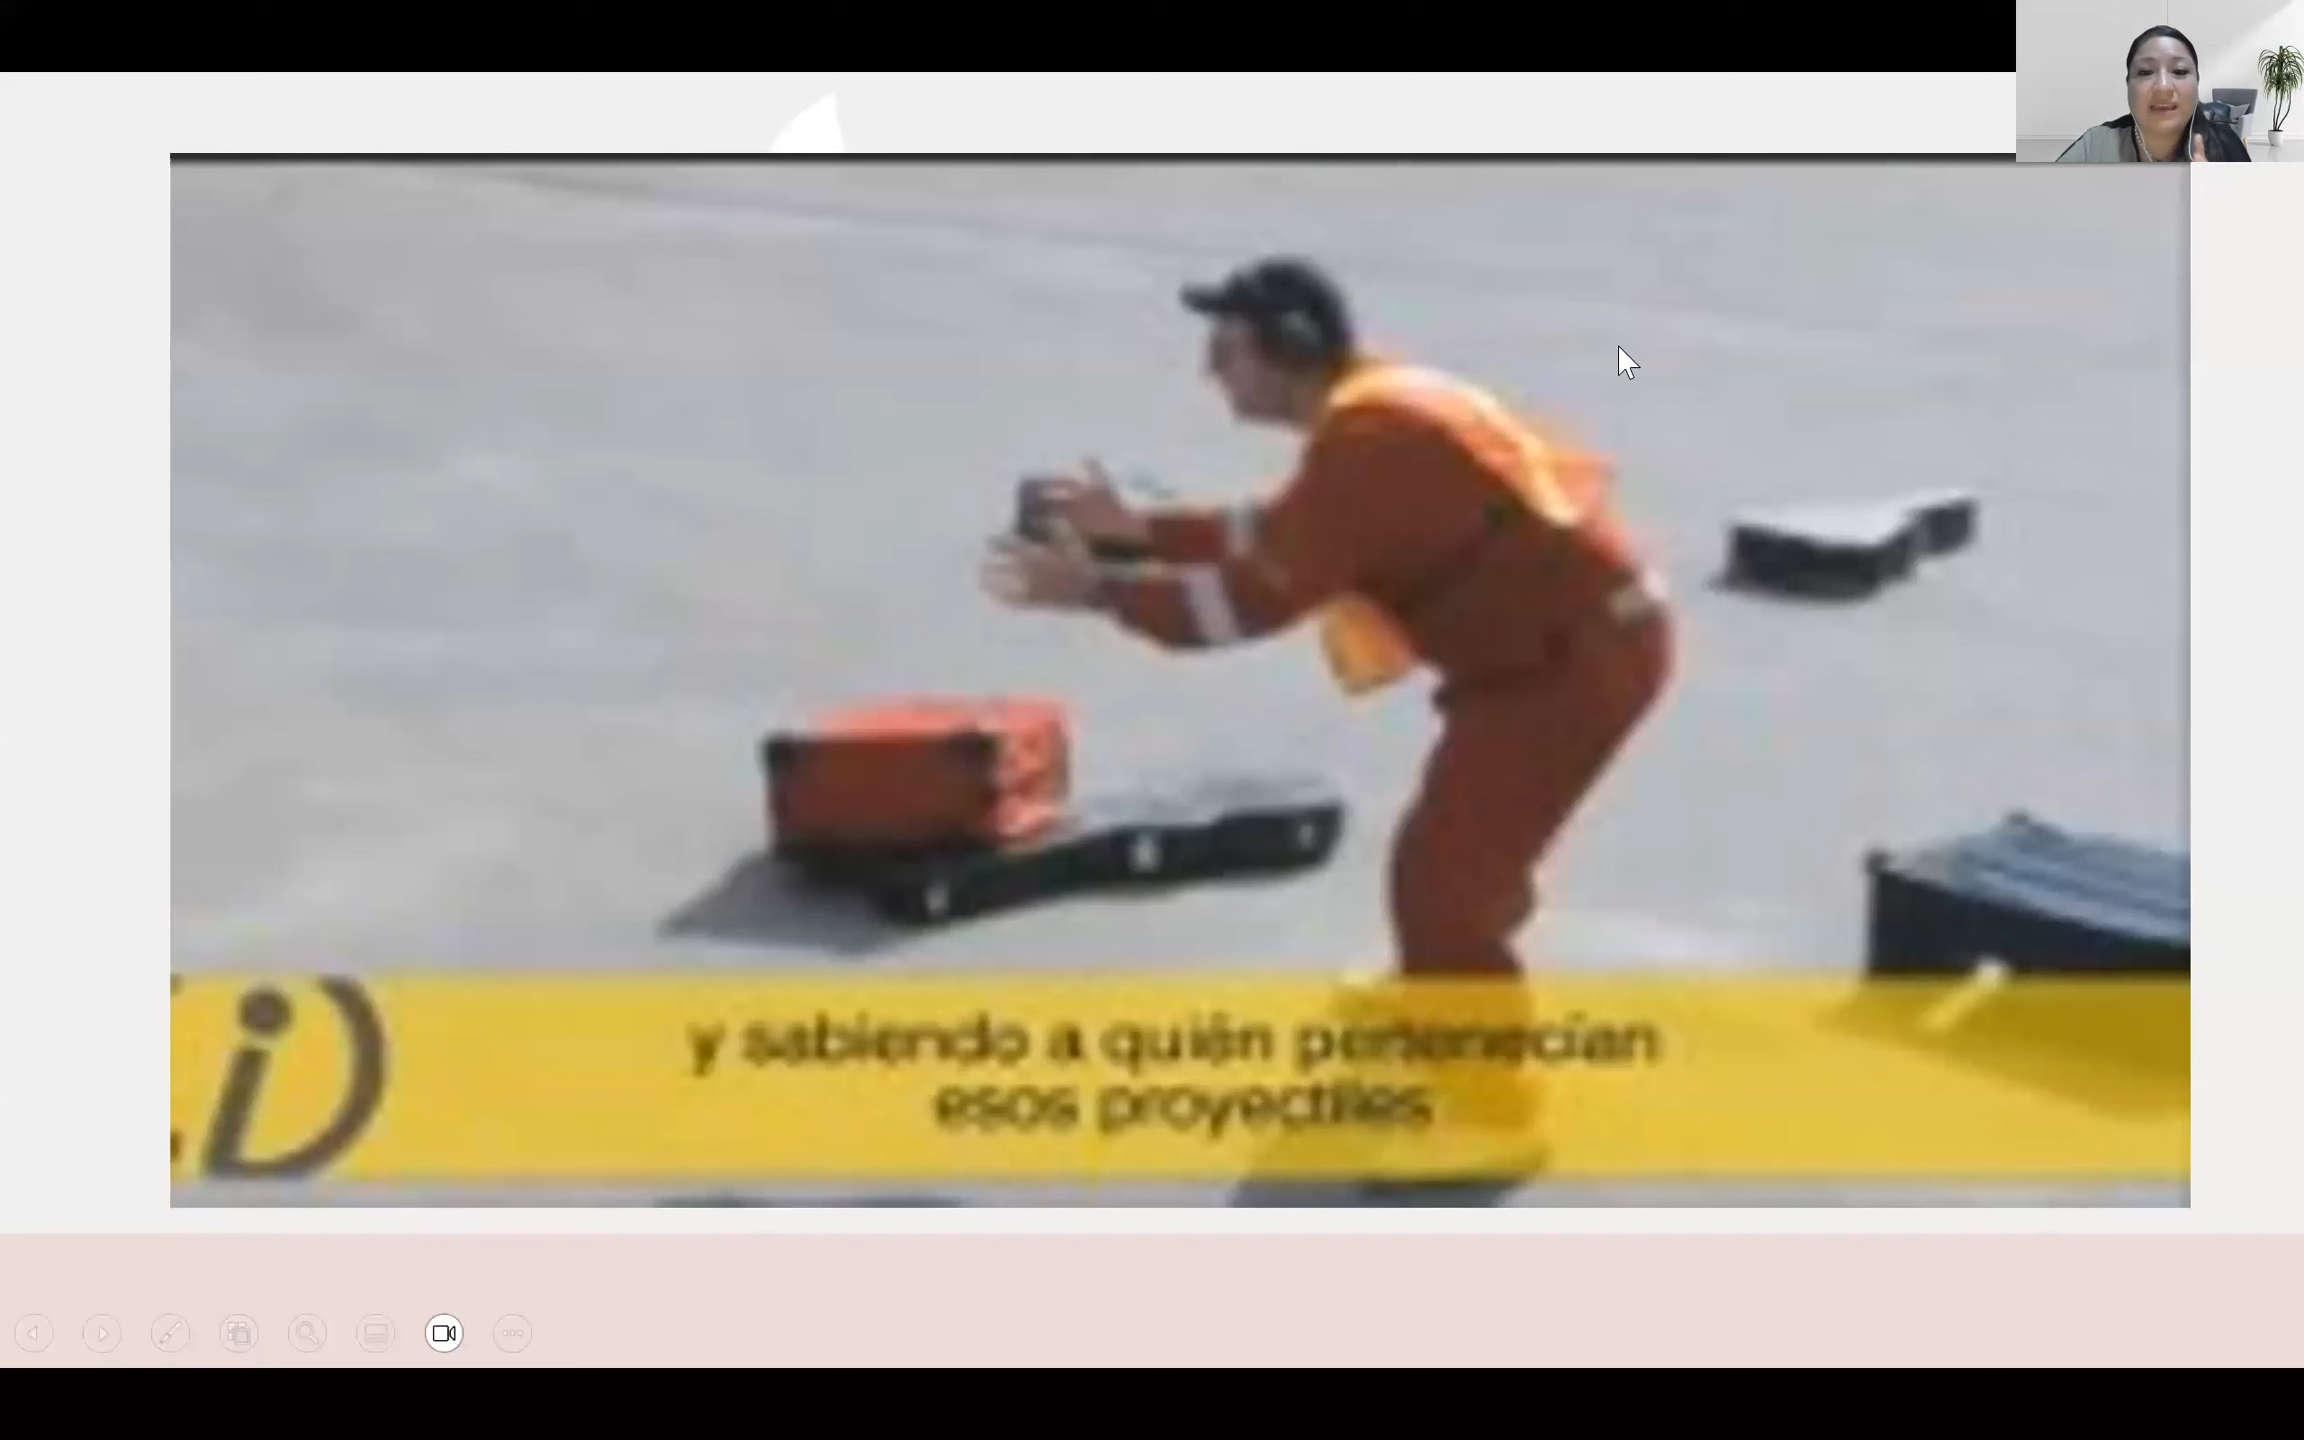 i)
y sabiendo a quién pertenecían
esos proyectiles